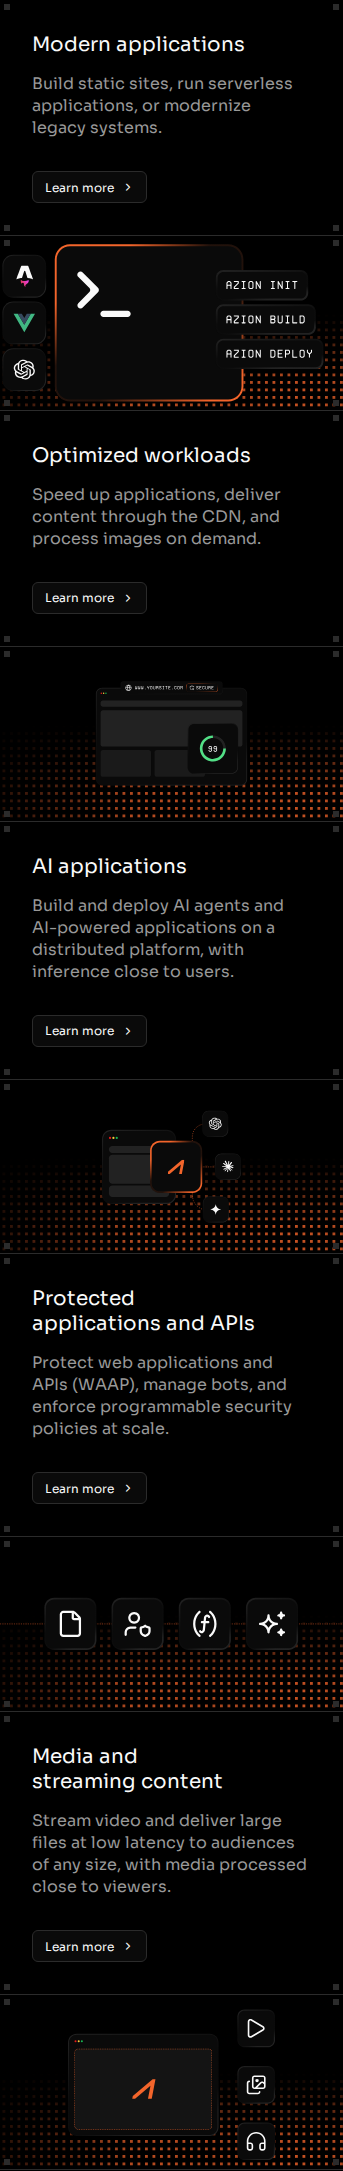 Modern applications
Build static sites, run serverless
applications, or modernize
legacy systems.
Learn more
AZION INIT
AZION BUILD
AZION DEPLOY
Optimized workloads
Speed up applications, deliver
content through the CDN, and
process images on demand.
Learn more
WWW.YOURSITE.COM
SECURE
99
AI applications
Build and deploy AI agents and
AI-powered applications on a
distributed platform, with
inference close to users.
Learn more
Protected
applications and APIs
Protect web applications and
APIs (WAAP), manage bots, and
enforce programmable security
policies at scale.
Learn more
Media and
streaming content
Stream video and deliver large
files at low latency to audiences
of any size, with media processed
close to viewers.
Learn more